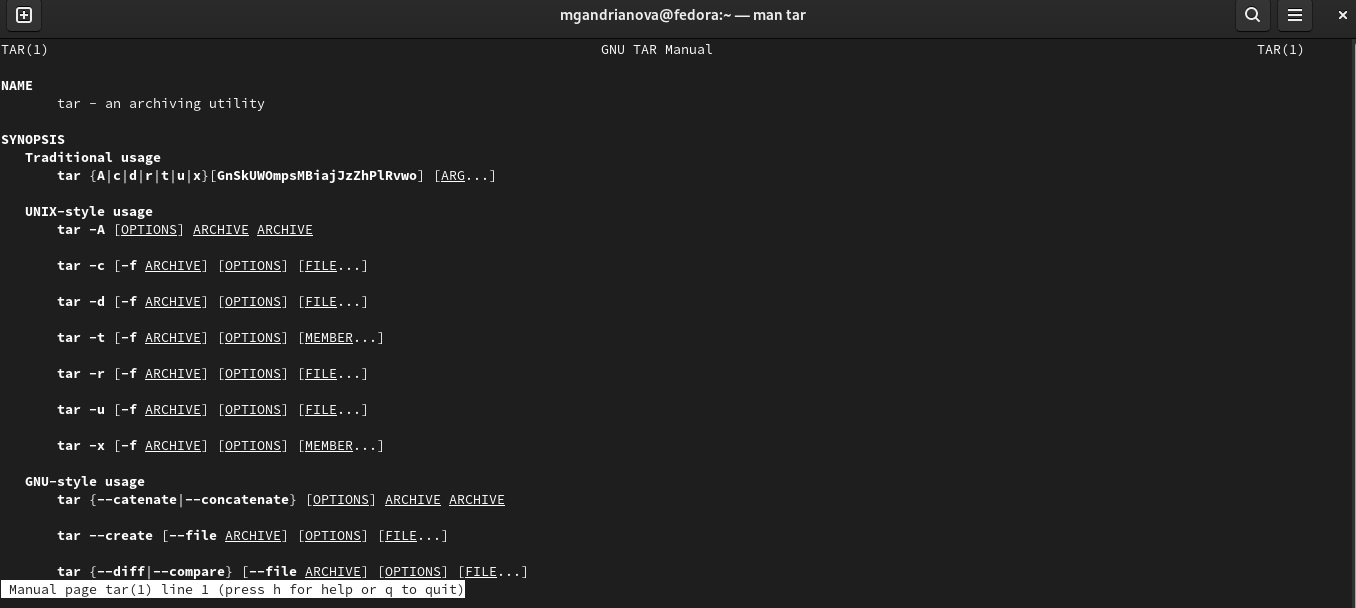 mgandrianova@fedora:~ — man tar
TAR(1) GNU TAR Manual TAR(1)
NAME
tar - an archiving utility
SYNOPSIS
Traditional usage
tar {A|c|d|r|t|u|x}[GnSkUWOmpsMBiajJzZhPlRvwo] [ARG...]
UNIX-style usage
tar -A [OPTIONS] ARCHIVE ARCHIVE
tar -c [-f ARCHIVE] [OPTIONS] [FILE...]
tar -d [-f ARCHIVE] [OPTIONS] [FILE...]
tar -t [-f ARCHIVE] [OPTIONS] [MEMBER...]
tar -r [-f ARCHIVE] [OPTIONS] [FILE...]
tar -u [-f ARCHIVE] [OPTIONS] [FILE...]
tar -x [-f ARCHIVE] [OPTIONS] [MEMBER...]
GNU-style usage
tar {--catenate|--concatenate} [OPTIONS] ARCHIVE ARCHIVE
tar --create [--file ARCHIVE] [OPTIONS] [FILE...]
tar {--diff|--compare} [--file ARCHIVE] [OPTIONS] [FILE...]
Manual page tar(1) line 1 (press h for help or q to quit)